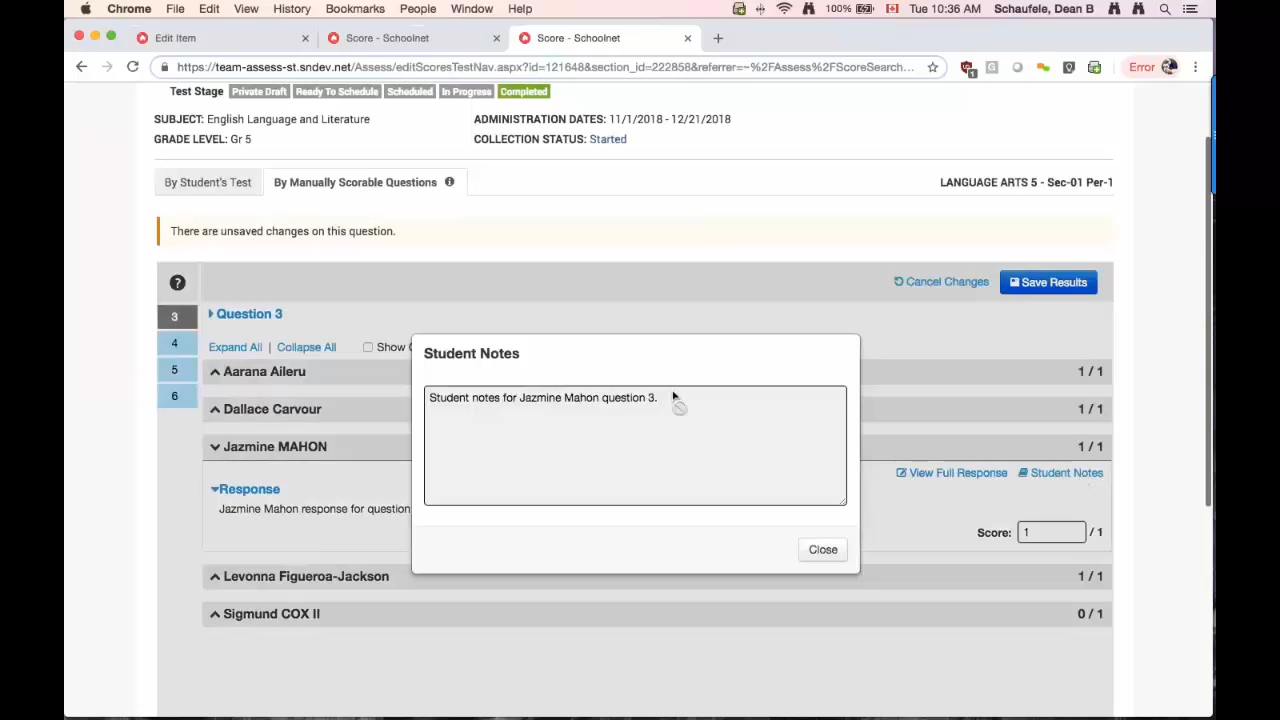 Chrome File Edit View History Bookmarks People Window Help 100% Tue 10:36 AM Schaufele, Dean B
Edit Item Score - Schoolnet Score - Schoolnet
https://team-assess-st.sndev.net/Assess/editScoresTestNav.aspx?id=121648&section_id=222858&referrer=~%2FAssess%2FScoreSearch... 1 Error
Test Stage Private Draft Ready To Schedule Scheduled In Progress Completed
SUBJECT: English Language and Literature ADMINISTRATION DATES: 11/1/2018 - 12/21/2018
GRADE LEVEL: Gr 5 COLLECTION STATUS: Started
By Student's Test By Manually Scorable Questions LANGUAGE ARTS 5 - Sec-01 Per-1
There are unsaved changes on this question.
? Cancel Changes Save Results
3 Question 3
4 Expand All | Collapse All Show
5 Aarana Aileru 1 / 1
6 Dallace Carvour 1 / 1
Jazmine MAHON 1 / 1
View Full Response Student Notes
Response
Jazmine Mahon response for question
Score: 1 / 1
Levonna Figueroa-Jackson 1 / 1
Sigmund COX II 0 / 1
Student Notes
Student notes for Jazmine Mahon question 3.
Close